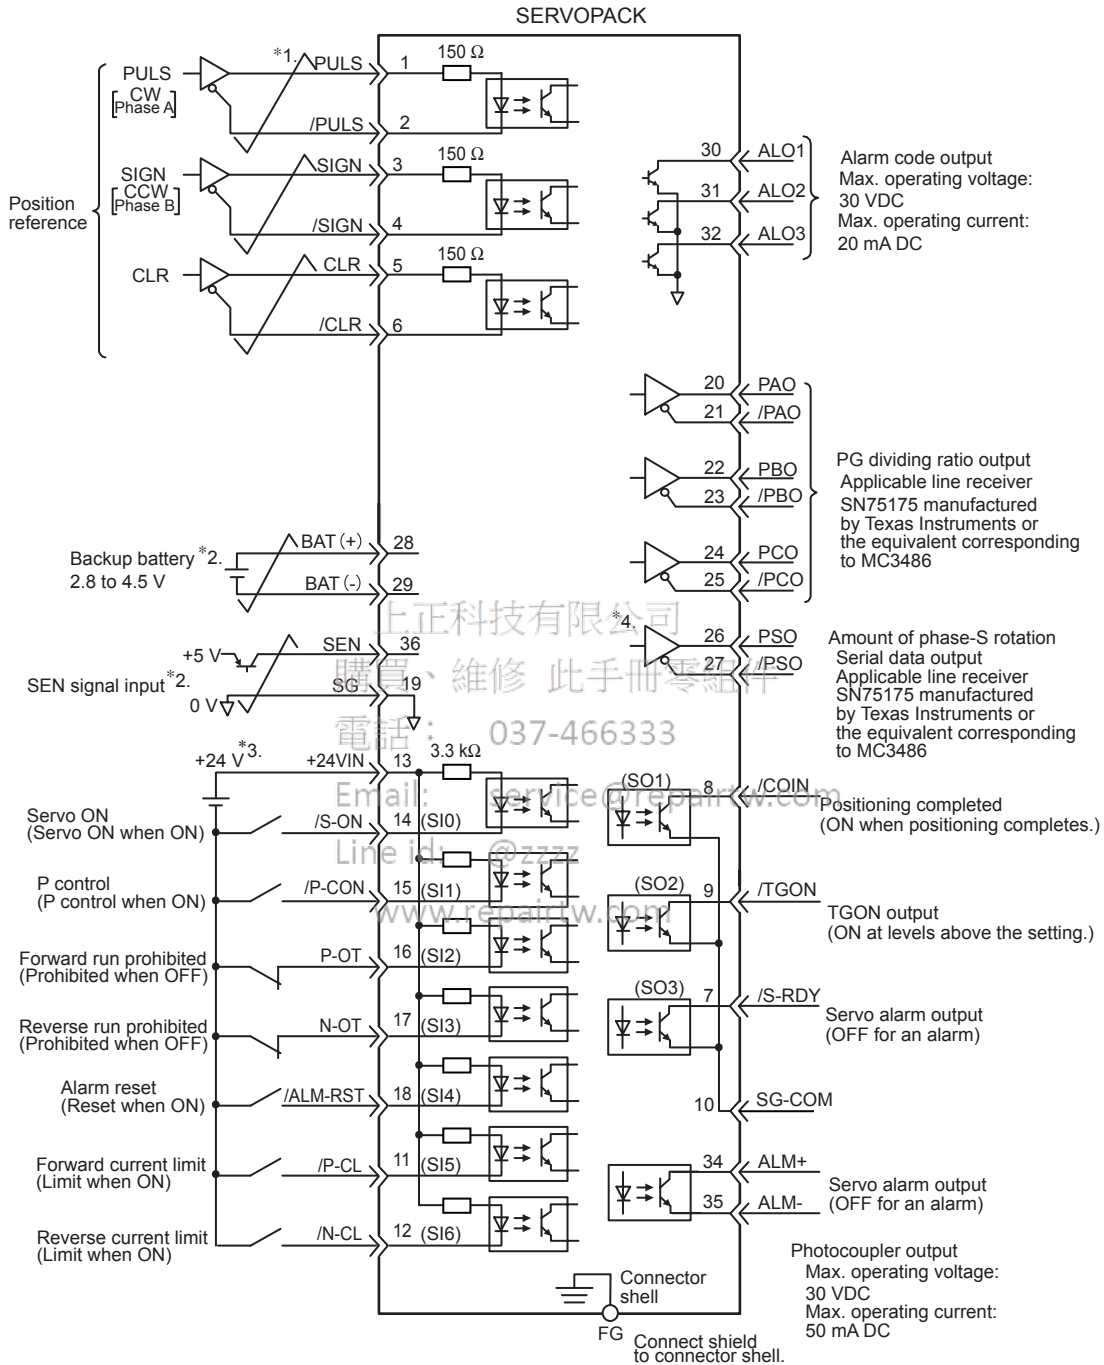 SERVOPACK
Position
reference
PULS
[CW
Phase A]
*1.
PULS
1
150 Ω
/PULS
2
SIGN
[CCW
Phase B]
SIGN
3
150 Ω
/SIGN
4
CLR
CLR
5
150 Ω
/CLR
6
30
ALO1
31
ALO2
32
ALO3
Alarm code output
Max. operating voltage:
30 VDC
Max. operating current:
20 mA DC
20
PAO
21
/PAO
22
PBO
23
/PBO
24
PCO
25
/PCO
PG dividing ratio output
Applicable line receiver
SN75175 manufactured
by Texas Instruments or
the equivalent corresponding
to MC3486
Backup battery *2.
2.8 to 4.5 V
BAT (+)
28
BAT (-)
29
上正科技有限公司
SEN signal input *2.
+5 V
0 V
SEN
36
SG
19
*4.
26
PSO
27
/PSO
Amount of phase-S rotation
Serial data output
Applicable line receiver
SN75175 manufactured
by Texas Instruments or
the equivalent corresponding
to MC3486
購買、維修 此手冊零組件
電話： 037-466333
+24 V *3.
+24VIN
13
3.3 kΩ
Email: service@repairtw.com
Servo ON
(Servo ON when ON)
/S-ON
14
(SI0)
Line id: @zzzz
P control
(P control when ON)
/P-CON
15
(SI1)
www.repairtw.com
Forward run prohibited
(Prohibited when OFF)
P-OT
16
(SI2)
Reverse run prohibited
(Prohibited when OFF)
N-OT
17
(SI3)
Alarm reset
(Reset when ON)
/ALM-RST
18
(SI4)
Forward current limit
(Limit when ON)
/P-CL
11
(SI5)
Reverse current limit
(Limit when ON)
/N-CL
12
(SI6)
(SO1)
8
/COIN
Positioning completed
(ON when positioning completes.)
(SO2)
9
/TGON
TGON output
(ON at levels above the setting.)
(SO3)
7
/S-RDY
Servo alarm output
(OFF for an alarm)
10
SG-COM
34
ALM+
35
ALM-
Servo alarm output
(OFF for an alarm)
Photocoupler output
Max. operating voltage:
30 VDC
Max. operating current:
50 mA DC
Connector
shell
FG
Connect shield
to connector shell.